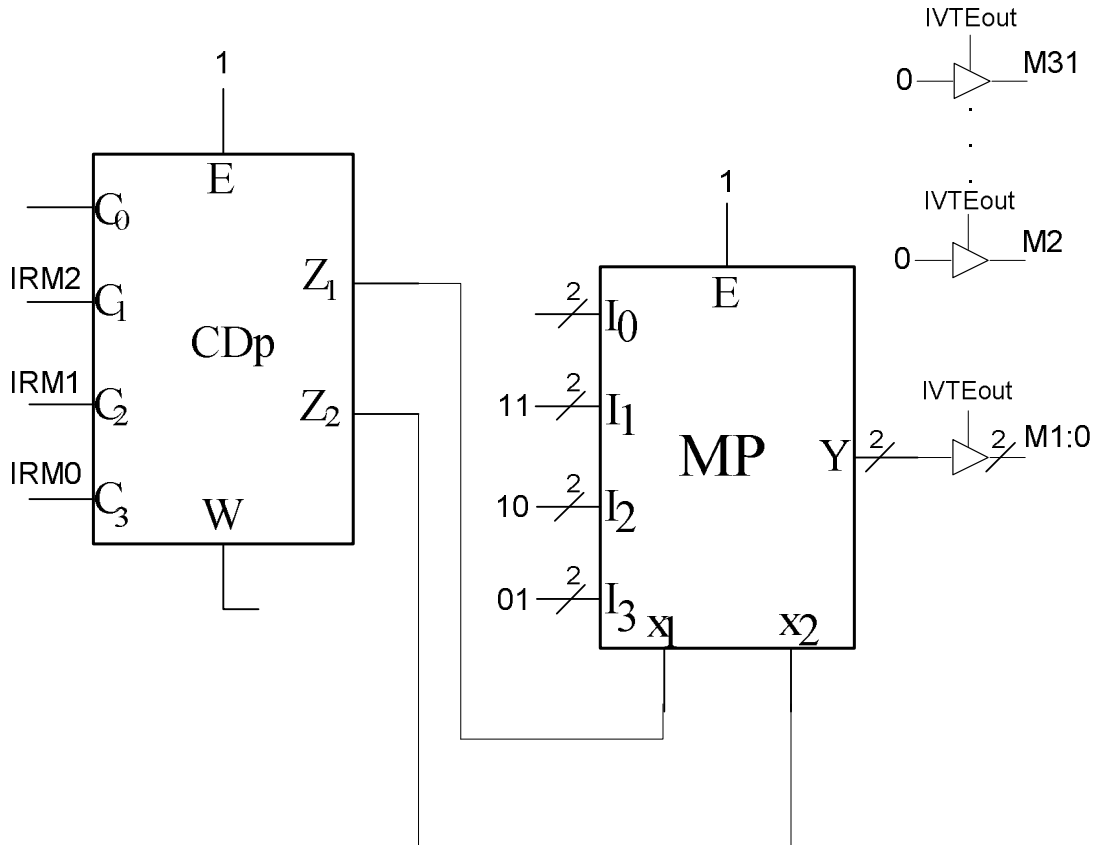 IVTEout
0
M31
.
.
.
IVTEout
0
M2
1
E
C0
IRM2
C1
IRM1
C2
IRM0
C3
CDp
Z1
Z2
W
1
E
2
I0
11
2
I1
10
2
I2
01
2
I3
MP
Y
x1
x2
IVTEout
2
2
M1:0